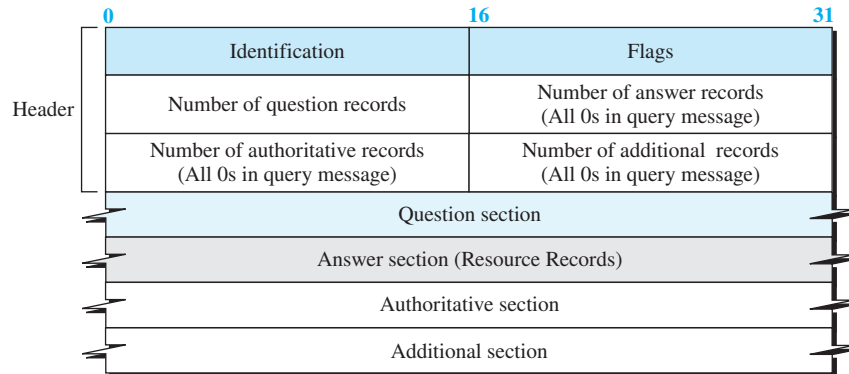 0 16 31
Header
Identification Flags
Number of question records
Number of answer records
(All 0s in query message)
Number of authoritative records
(All 0s in query message)
Number of additional records
(All 0s in query message)
Question section
Answer section (Resource Records)
Authoritative section
Additional section